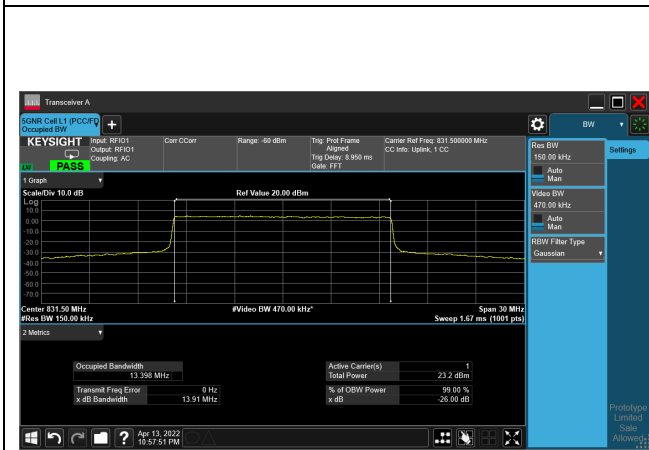 Transceiver A
5GNR Cell L1 (PCC/FD
Occupied BW
BW
KEYSIGHT
LVI PASS
Input: RFIO1
Output: RFIO1
Coupling: AC
Corr CCorr
Range: -60 dBm
Trig: Prot Frame
Aligned
Trig Delay: 8.950 ms
Gate: FFT
Carrier Ref Freq: 831.500000 MHz
CC Info: Uplink, 1 CC
1 Graph
Scale/Div 10.0 dB
Ref Value 20.00 dBm
Log
10.0
0.00
-10.0
-20.0
-30.0
-40.0
-50.0
-60.0
-70.0
Center 831.50 MHz
#Video BW 470.00 kHz*
Span 30 MHz
#Res BW 150.00 kHz
Sweep 1.67 ms (1001 pts)
2 Metrics
Occupied Bandwidth
13.398 MHz
Active Carrier(s) 1
Total Power 23.2 dBm
Transmit Freq Error 0 Hz
x dB Bandwidth 13.91 MHz
% of OBW Power 99.00 %
x dB -26.00 dB
Res BW
150.00 kHz
Auto
Man
Video BW
470.00 kHz
Auto
Man
RBW Filter Type
Gaussian
Settings
Prototype
Limited
Sale
Allowed
Apr 13, 2022
10:57:51 PM